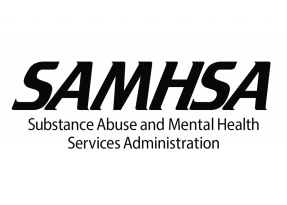 SAMHSA
Substance Abuse and Mental Health
Services Administration